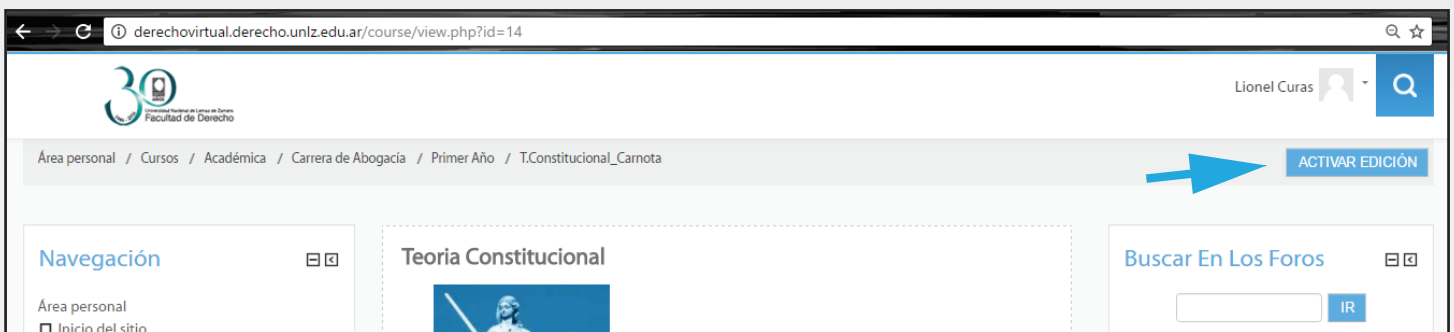 derechovirtual.derecho.unlz.edu.ar/course/view.php?id=14
30
AÑOS
Universidad Nacional de Lomas de Zamora
Facultad de Derecho
Lionel Curas
Área personal / Cursos / Académica / Carrera de Abogacía / Primer Año / T.Constitucional_Carnota
ACTIVAR EDICIÓN
Navegación
Área personal
Inicio del sitio
Teoria Constitucional
Buscar En Los Foros
IR